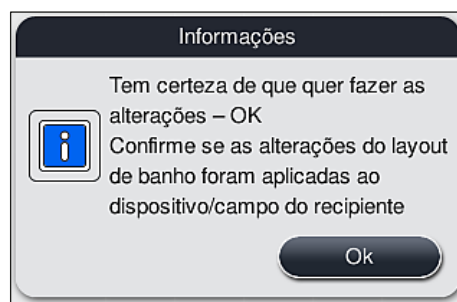 Informações
Tem certeza de que quer fazer as
alterações – OK
Confirme se as alterações do layout
de banho foram aplicadas ao
dispositivo/campo do recipiente
Ok